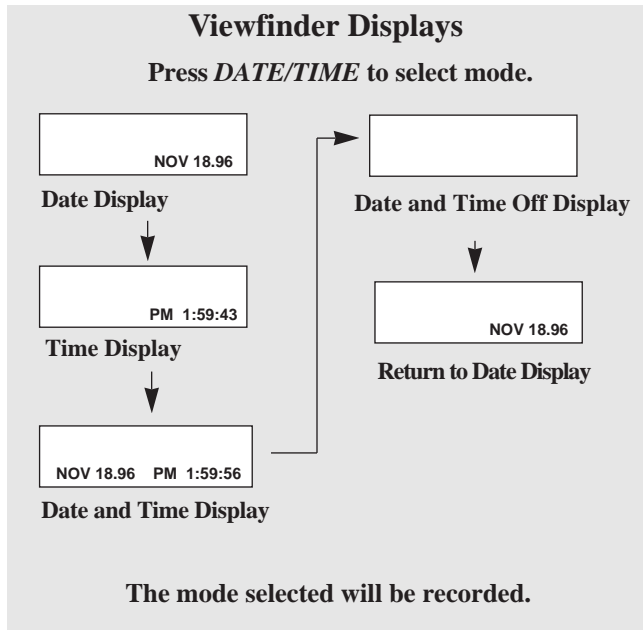 Viewfinder Displays
Press DATE/TIME to select mode.
NOV 18.96
Date Display
PM 1:59:43
Time Display
NOV 18.96 PM 1:59:56
Date and Time Display
Date and Time Off Display
NOV 18.96
Return to Date Display
The mode selected will be recorded.